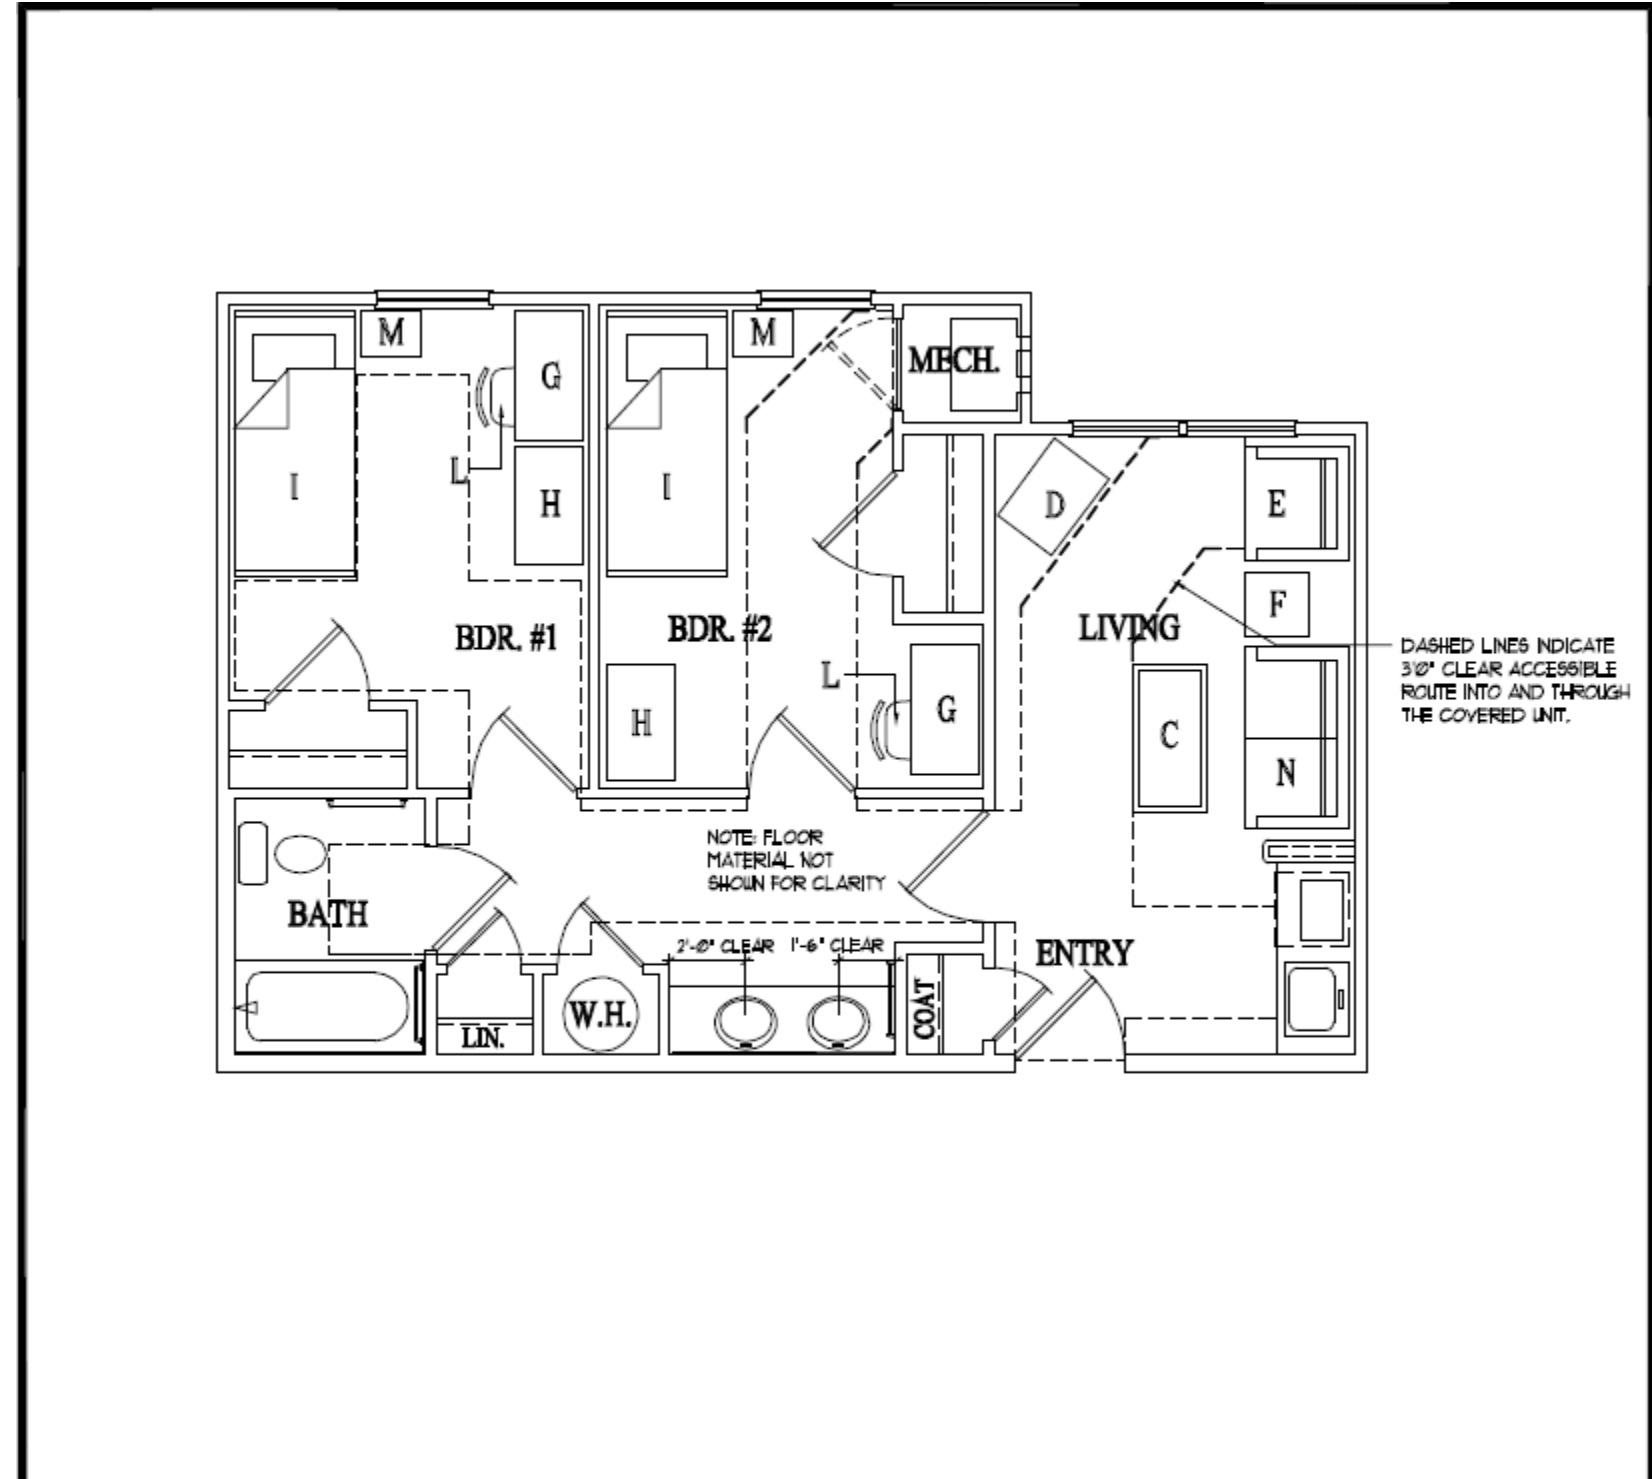 M
M
MECH.
G
L
I
H
I
D
E
F
BDR. #1
BDR. #2
LIVING
DASHED LINES INDICATE
3'0" CLEAR ACCESSIBLE
ROUTE INTO AND THROUGH
THE COVERED UNIT.
L
H
G
C
N
NOTE: FLOOR
MATERIAL NOT
SHOWN FOR CLARITY
BATH
2'-0" CLEAR
1'-6" CLEAR
ENTRY
COAT
W.H.
LIN.